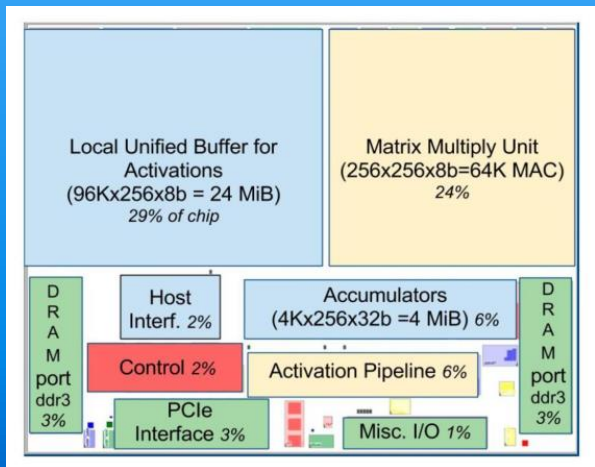 Local Unified Buffer for
Activations
(96Kx256x8b = 24 MiB)
29% of chip
Matrix Multiply Unit
(256x256x8b=64K MAC)
24%
D
R
A
M
port
ddr3
3%
Host
Interf. 2%
Accumulators
(4Kx256x32b =4 MiB) 6%
D
R
A
M
port
ddr3
3%
Control 2%
Activation Pipeline 6%
PCIe
Interface 3%
Misc. I/O 1%